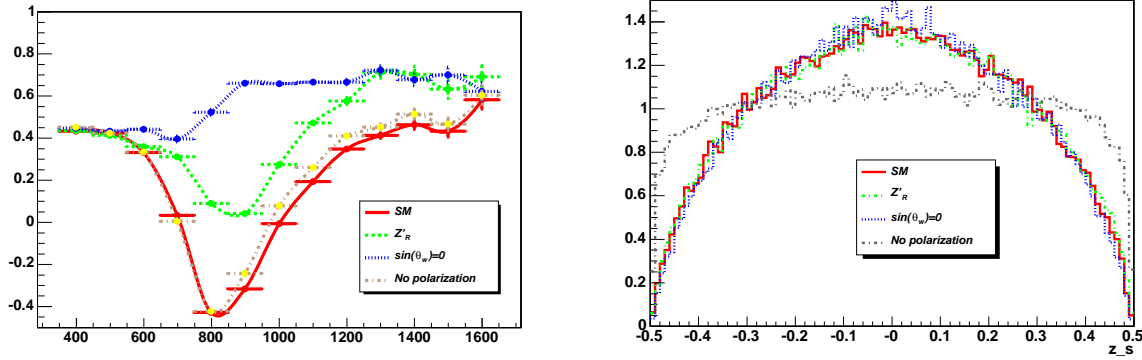 1
0.8
0.6
0.4
0.2
0
-0.2
-0.4
400 600 800 1000 1200 1400 1600
SM
Z'R
sin(θw)=0
No polarization
1.4
1.2
1
0.8
0.6
0.4
0.2
0
-0.5 -0.4 -0.3 -0.2 -0.1 -0 0.1 0.2 0.3 0.4 0.5
z_s
SM
Z'R
sin(θw)=0
No polarization